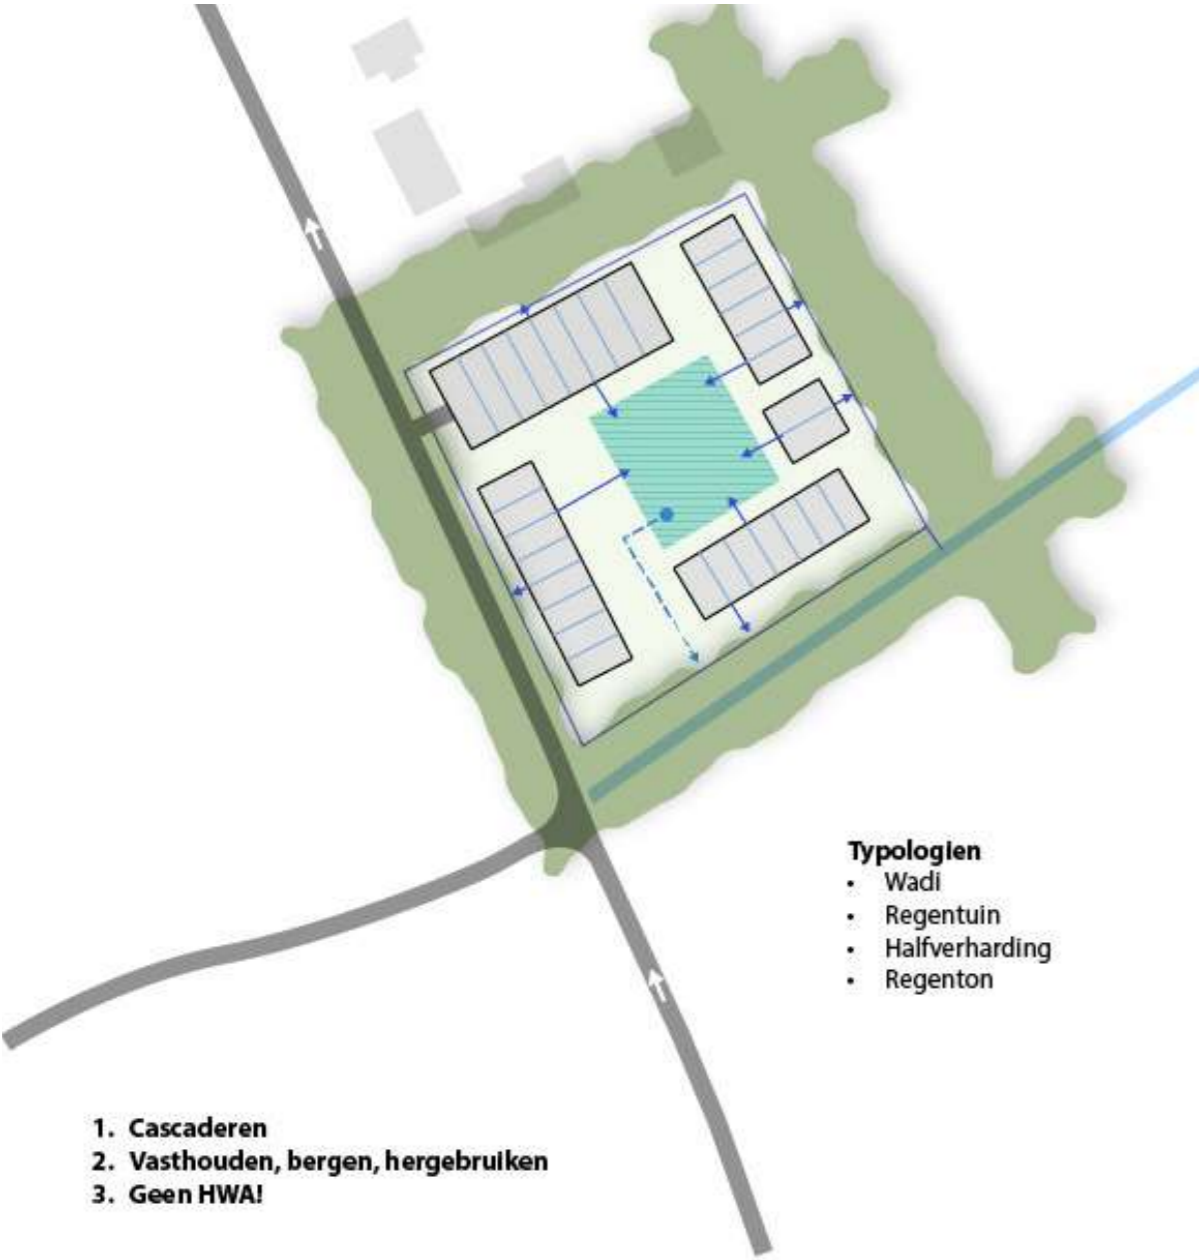 Typologien
• Wadi
• Regentuin
• Halfverharding
• Regenton
1. Cascaderen
2. Vasthouden, bergen, hergebruiken
3. Geen HWA!